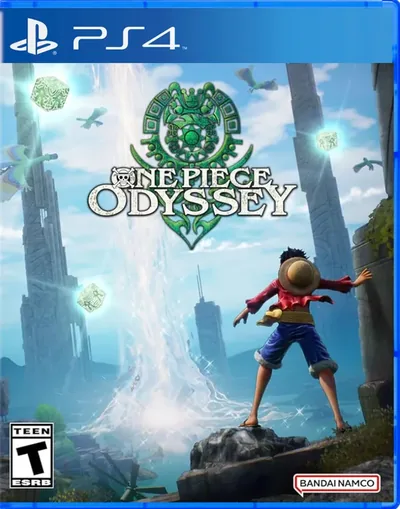 PS4
ONE PIECE
ODYSSEY
TEEN
T
ESRB
BANDAI NAMCO